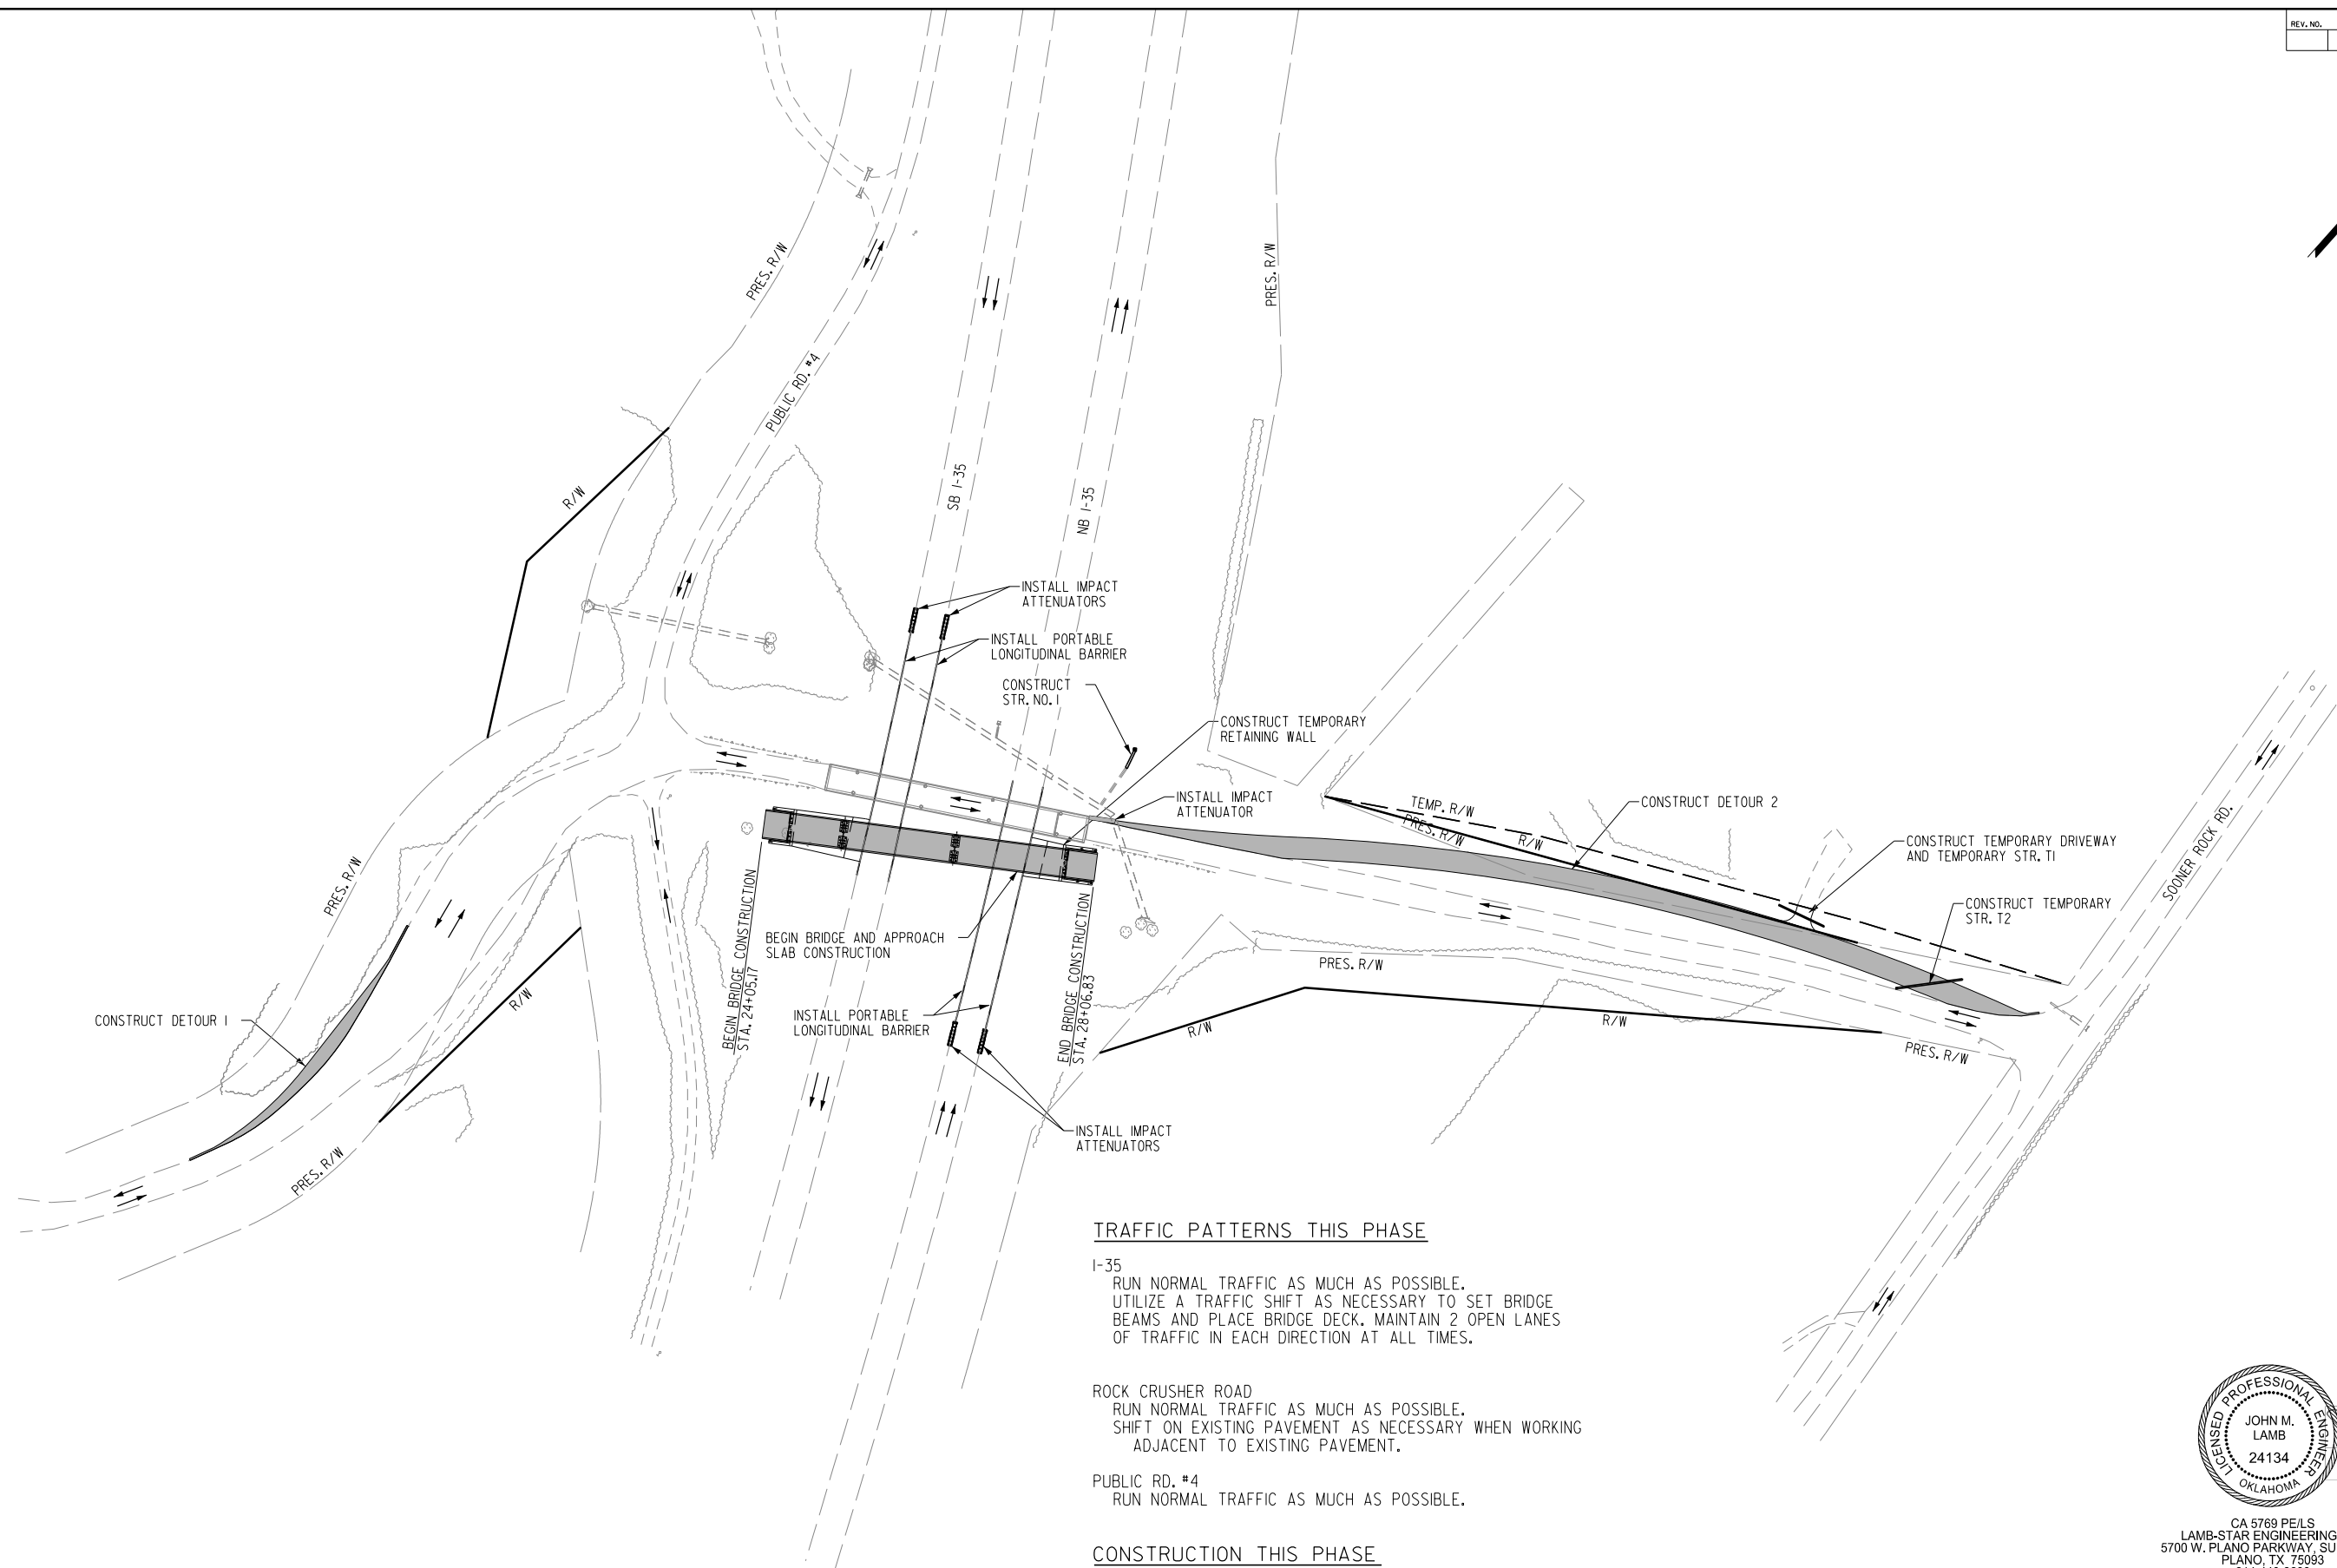 REV. NO.
PRES. R/W
PRES. R/W
PUBLIC RD. #4
SB I-35
NB I-35
R/W
INSTALL IMPACT
ATTENUATORS
INSTALL PORTABLE
LONGITUDINAL BARRIER
CONSTRUCT
STR. NO. 1
CONSTRUCT TEMPORARY
RETAINING WALL
INSTALL IMPACT
ATTENUATOR
TEMP. R/W
PRES. R/W
R/W
CONSTRUCT DETOUR 2
CONSTRUCT TEMPORARY DRIVEWAY
AND TEMPORARY STR. T1
SOONER ROCK RD.
CONSTRUCT TEMPORARY
STR. T2
PRES. R/W
BEGIN BRIDGE CONSTRUCTION
STA. 24+05.17
BEGIN BRIDGE AND APPROACH
SLAB CONSTRUCTION
END BRIDGE CONSTRUCTION
STA. 28+06.83
PRES. R/W
R/W
CONSTRUCT DETOUR 1
INSTALL PORTABLE
LONGITUDINAL BARRIER
R/W
R/W
PRES. R/W
INSTALL IMPACT
ATTENUATORS
PRES. R/W
TRAFFIC PATTERNS THIS PHASE
I-35
RUN NORMAL TRAFFIC AS MUCH AS POSSIBLE.
UTILIZE A TRAFFIC SHIFT AS NECESSARY TO SET BRIDGE
BEAMS AND PLACE BRIDGE DECK. MAINTAIN 2 OPEN LANES
OF TRAFFIC IN EACH DIRECTION AT ALL TIMES.
ROCK CRUSHER ROAD
RUN NORMAL TRAFFIC AS MUCH AS POSSIBLE.
SHIFT ON EXISTING PAVEMENT AS NECESSARY WHEN WORKING
ADJACENT TO EXISTING PAVEMENT.
PUBLIC RD. #4
RUN NORMAL TRAFFIC AS MUCH AS POSSIBLE.
CONSTRUCTION THIS PHASE
LICENSED PROFESSIONAL ENGINEER
JOHN M.
LAMB
24134
OKLAHOMA
CA 5769 PE/LS
LAMB-STAR ENGINEERING
5700 W. PLANO PARKWAY, SU
PLANO, TX 75093